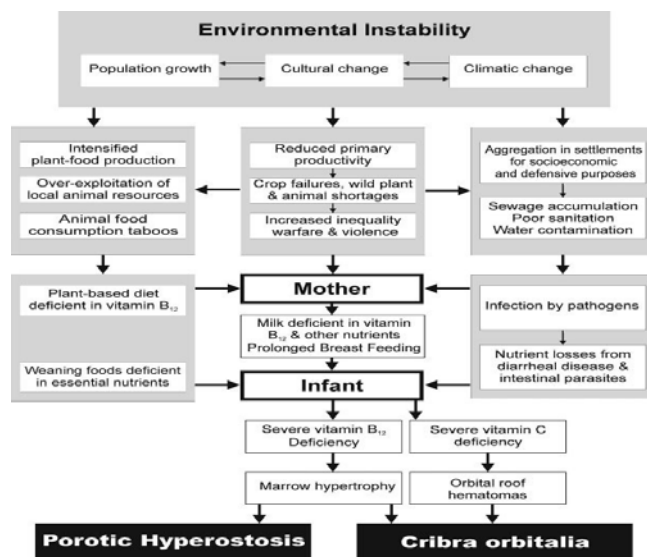 Environmental Instability
Population growth
Cultural change
Climatic change
Intensified
plant-food production
Over-exploitation of
local animal resources
Animal food
consumption taboos
Reduced primary
productivity
Crop failures, wild plant
& animal shortages
Increased inequality
warfare & violence
Aggregation in settlements
for socioeconomic
and defensive purposes
Sewage accumulation
Poor sanitation
Water contamination
Plant-based diet
deficient in vitamin B₁₂
Weaning foods deficient
in essential nutrients
Mother
Milk deficient in vitamin
B₁₂ & other nutrients
Prolonged Breast Feeding
Infant
Infection by pathogens
Nutrient losses from
diarrheal disease &
intestinal parasites
Severe vitamin B₁₂
Deficiency
Severe vitamin C
deficiency
Marrow hypertrophy
Orbital roof
hematomas
Porotic Hyperostosis
Cribra orbitalia